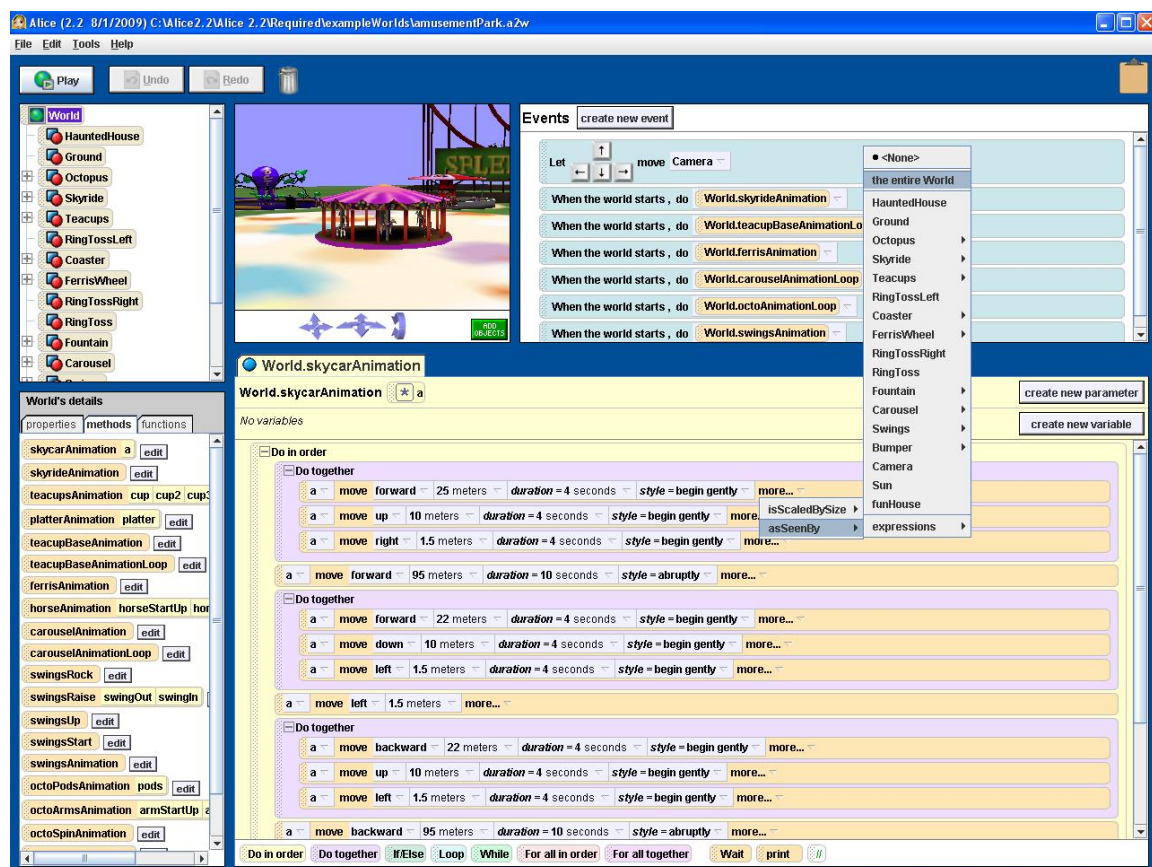 Alice (2.2 8/1/2009) C:\Alice2.2\Alice 2.2\Required\exampleWorlds\amusementPark.a2w
File Edit Tools Help
Play Undo Redo
World
HauntedHouse
Ground
Octopus
Skyride
Teacups
RingTossLeft
Coaster
FerrisWheel
RingTossRight
RingToss
Fountain
Carousel
ADD
OBJECTS
Events create new event
Let ↑ ← ↓ → move Camera
When the world starts, do World.skyrideAnimation
When the world starts, do World.teacupBaseAnimationLo
When the world starts, do World.ferrisAnimation
When the world starts, do World.carouselAnimationLoop
When the world starts, do World.octoAnimationLoop
When the world starts, do World.swingsAnimation
<None>
the entire World
HauntedHouse
Ground
Octopus
Skyride
Teacups
RingTossLeft
Coaster
FerrisWheel
RingTossRight
RingToss
Fountain
Carousel
Swings
Bumper
Camera
Sun
funHouse
expressions
isScaledBySize
asSeenBy
World's details
properties methods functions
skycarAnimation a edit
skyrideAnimation edit
teacupsAnimation cup cup2 cup3
platterAnimation platter edit
teacupBaseAnimation edit
teacupBaseAnimationLoop edit
ferrisAnimation edit
horseAnimation horseStartUp hor
carouselAnimation edit
carouselAnimationLoop edit
swingsRock edit
swingsRaise swingOut swingIn
swingsUp edit
swingsStart edit
swingsAnimation edit
octoPodsAnimation pods edit
octoArmsAnimation armStartUp a
octoSpinAnimation edit
World.skycarAnimation
World.skycarAnimation * a create new parameter
No variables create new variable
Do in order
Do together
a move forward 25 meters duration = 4 seconds style = begin gently more...
a move up 10 meters duration = 4 seconds style = begin gently more...
a move right 1.5 meters duration = 4 seconds style = begin gently more...
a move forward 95 meters duration = 10 seconds style = abruptly more...
Do together
a move forward 22 meters duration = 4 seconds style = begin gently more...
a move down 10 meters duration = 4 seconds style = begin gently more...
a move left 1.5 meters duration = 4 seconds style = begin gently more...
a move left 1.5 meters more...
Do together
a move backward 22 meters duration = 4 seconds style = begin gently more...
a move up 10 meters duration = 4 seconds style = begin gently more...
a move left 1.5 meters duration = 4 seconds style = begin gently more...
a move backward 95 meters duration = 10 seconds style = abruptly more...
Do in order Do together If/Else Loop While For all in order For all together Wait print //